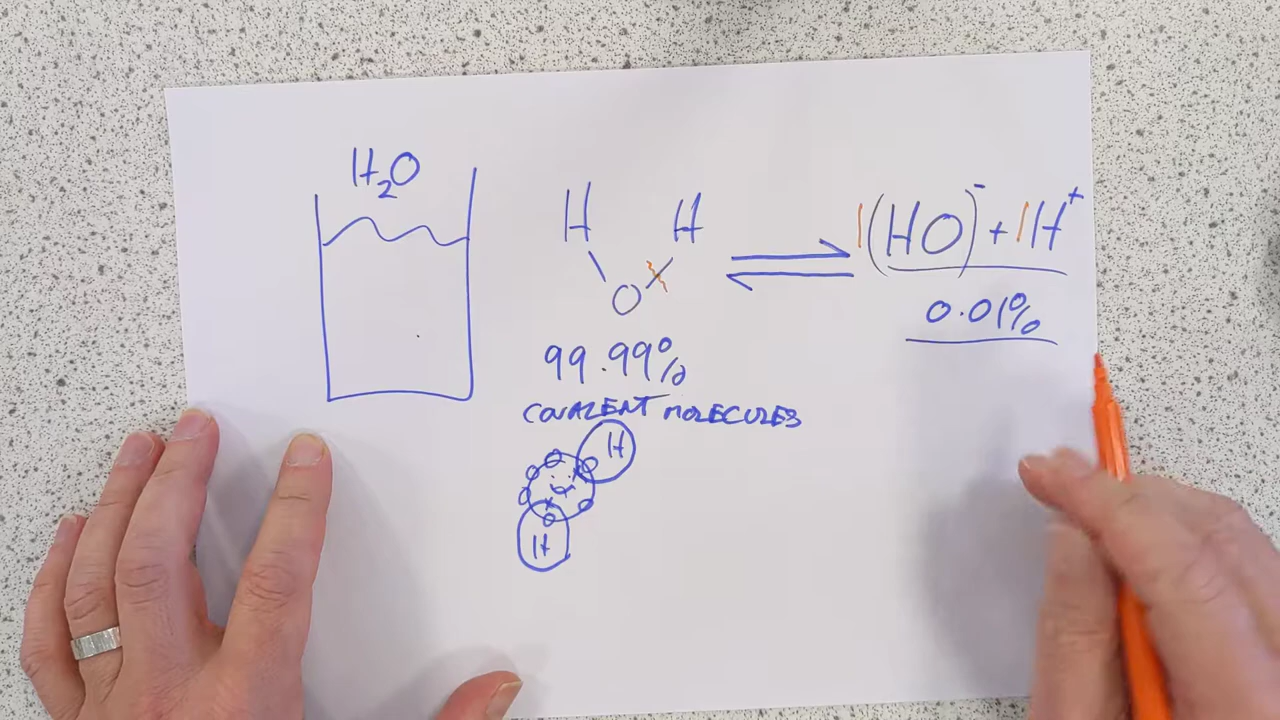 H₂O
H H
O
⇌ 1(HO)⁻ + 1H⁺
0.01%
99.99%
COVALENT MOLECULES
H
H